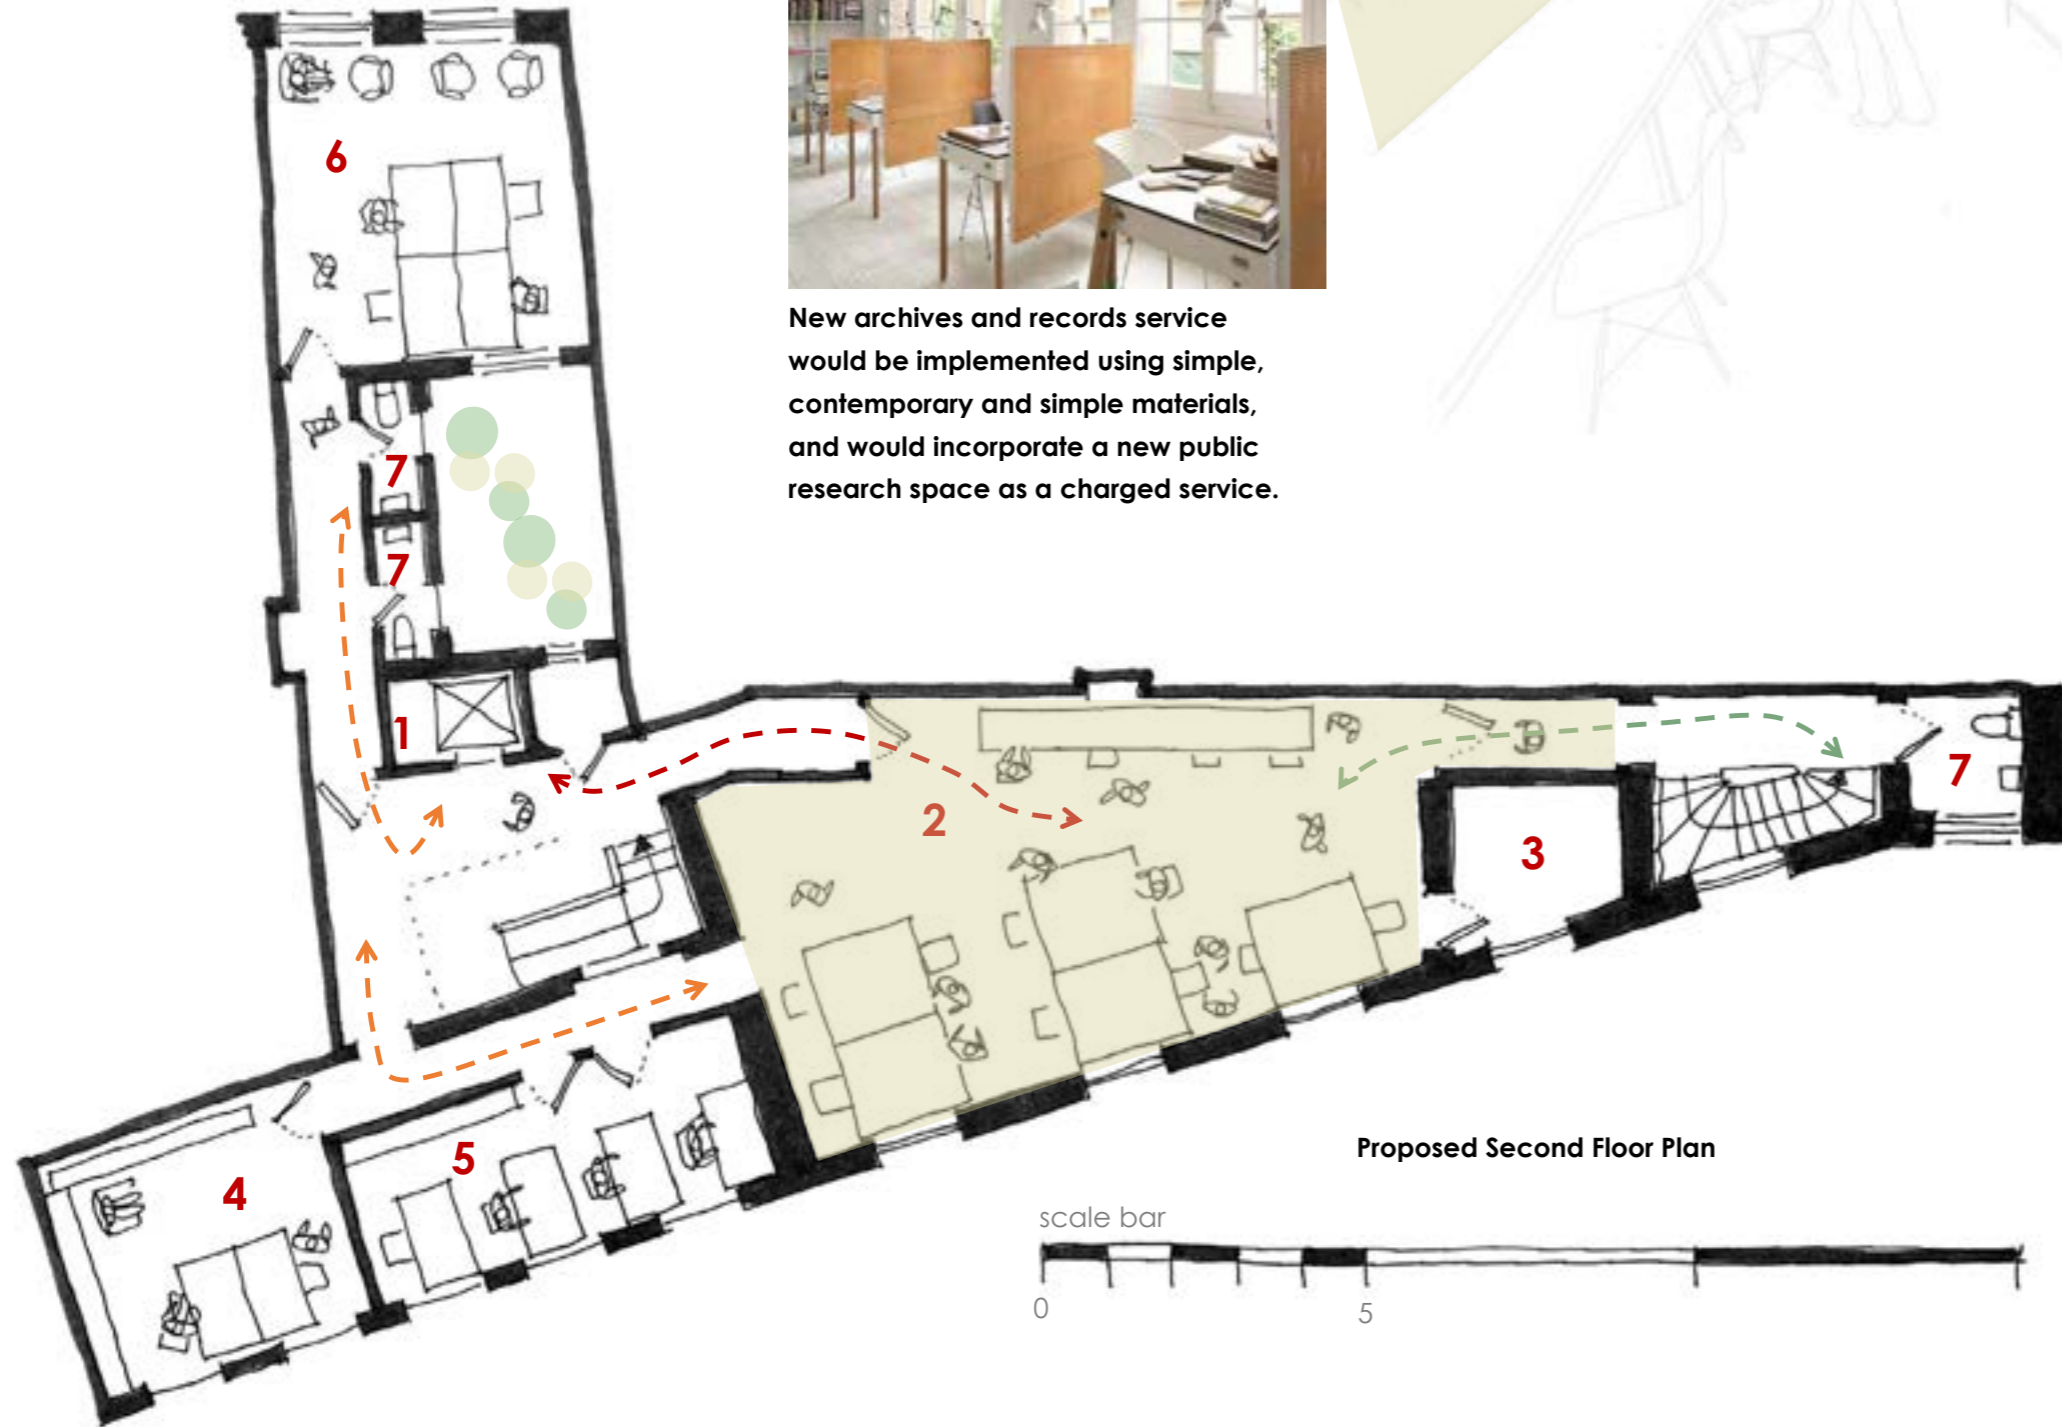 6
New archives and records service
would be implemented using simple,
contemporary and simple materials,
and would incorporate a new public
research space as a charged service.
7
7
1
2
3
7
5
4
Proposed Second Floor Plan
scale bar
0
5